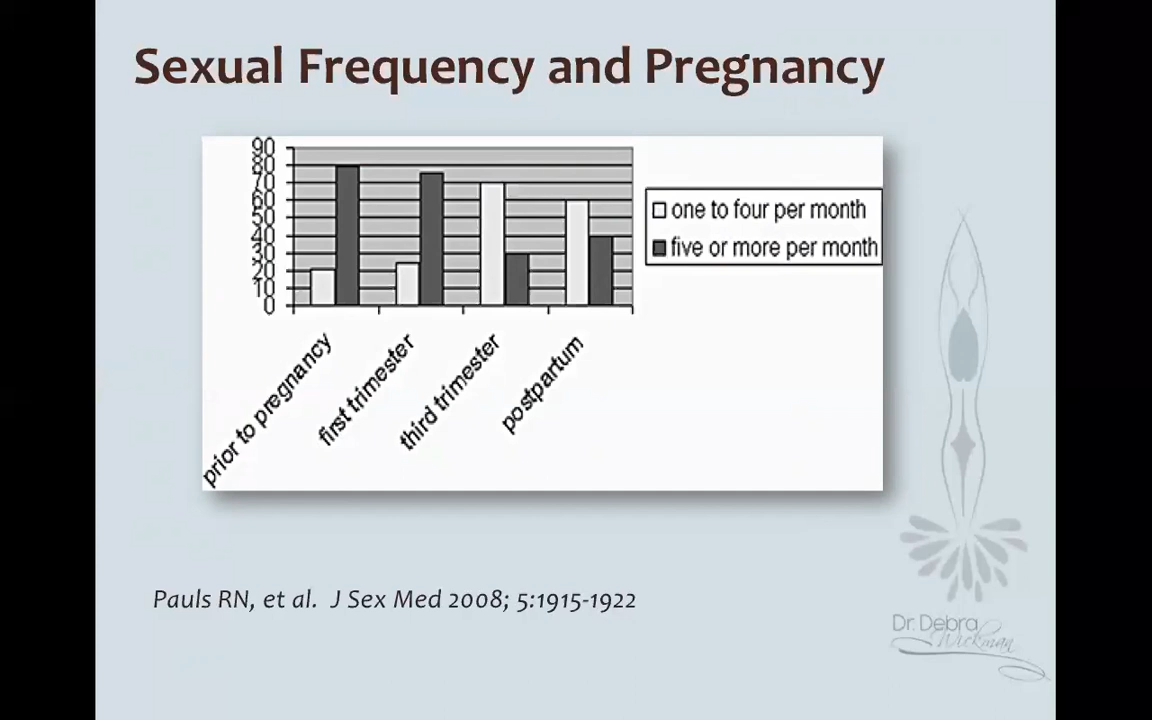 Sexual Frequency and Pregnancy
90
80
70
60
50
40
30
20
10
0
one to four per month
five or more per month
prior to pregnancy
first trimester
third trimester
postpartum
Pauls RN, et al. J Sex Med 2008; 5:1915-1922
Dr. Debra
Wickman